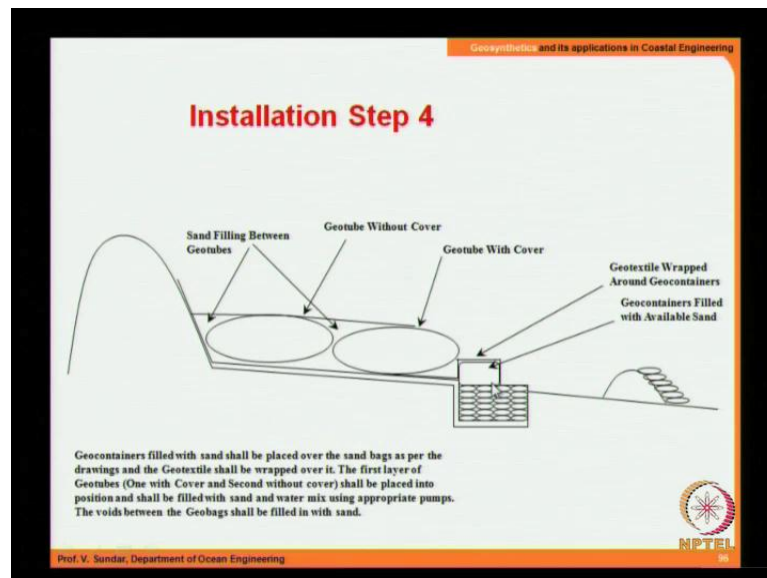 Geosynthetics and its applications in Coastal Engineering
Installation Step 4
Sand Filling Between
Geotubes
Geotube Without Cover
Geotube With Cover
Geotextile Wrapped
Around Geocontainers
Geocontainers Filled
with Available Sand
Geocontainers filled with sand shall be placed over the sand bags as per the
drawings and the Geotextile shall be wrapped over it. The first layer of
Geotubes (One with Cover and Second without cover) shall be placed into
position and shall be filled with sand and water mix using appropriate pumps.
The voids between the Geobags shall be filled in with sand.
NPTEL
Prof. V. Sundar, Department of Ocean Engineering
96